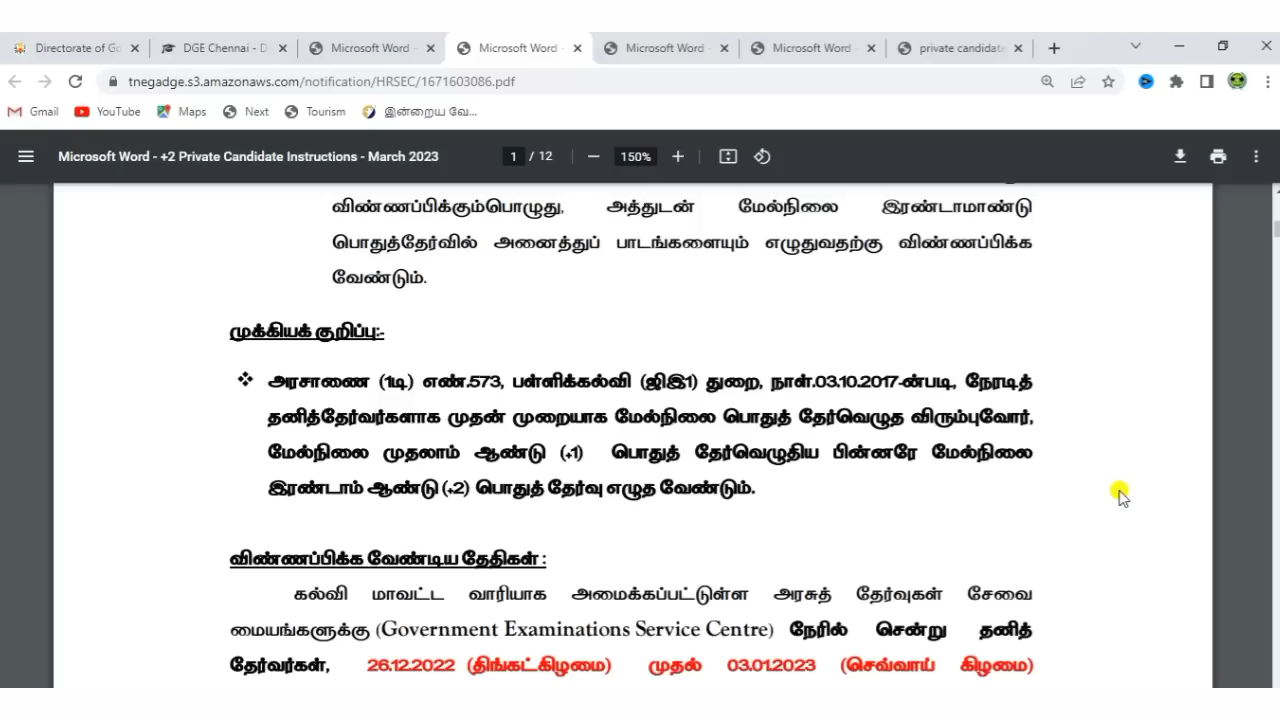 Directorate of Go
DGE Chennai - D
Microsoft Word -
Microsoft Word -
Microsoft Word -
Microsoft Word -
private candidate
tnegadge.s3.amazonaws.com/notification/HRSEC/1671603086.pdf
Gmail YouTube Maps Next Tourism இன்றைய வே...
Microsoft Word - +2 Private Candidate Instructions - March 2023 1 / 12 150%
விண்ணப்பிக்கும்பொழுது, அத்துடன் மேல்நிலை இரண்டாமாண்டு
பொதுத்தேர்வில் அனைத்துப் பாடங்களையும் எழுதுவதற்கு விண்ணப்பிக்க
வேண்டும்.
முக்கியக் குறிப்பு:-
❖ அரசாணை (1டி) எண்.573, பள்ளிக்கல்வி (ஜிஇ1) துறை, நாள்.03.10.2017-ன்படி, நேரடித்
தனித்தேர்வர்களாக முதன் முறையாக மேல்நிலை பொதுத் தேர்வெழுத விரும்புவோர்,
மேல்நிலை முதலாம் ஆண்டு (+1) பொதுத் தேர்வெழுதிய பின்னரே மேல்நிலை
இரண்டாம் ஆண்டு (+2) பொதுத் தேர்வு எழுத வேண்டும்.
விண்ணப்பிக்க வேண்டிய தேதிகள் :
கல்வி மாவட்ட வாரியாக அமைக்கப்பட்டுள்ள அரசுத் தேர்வுகள் சேவை
மையங்களுக்கு (Government Examinations Service Centre) நேரில் சென்று தனித்
தேர்வர்கள், 26.12.2022 (திங்கட்கிழமை) முதல் 03.01.2023 (செவ்வாய் கிழமை)